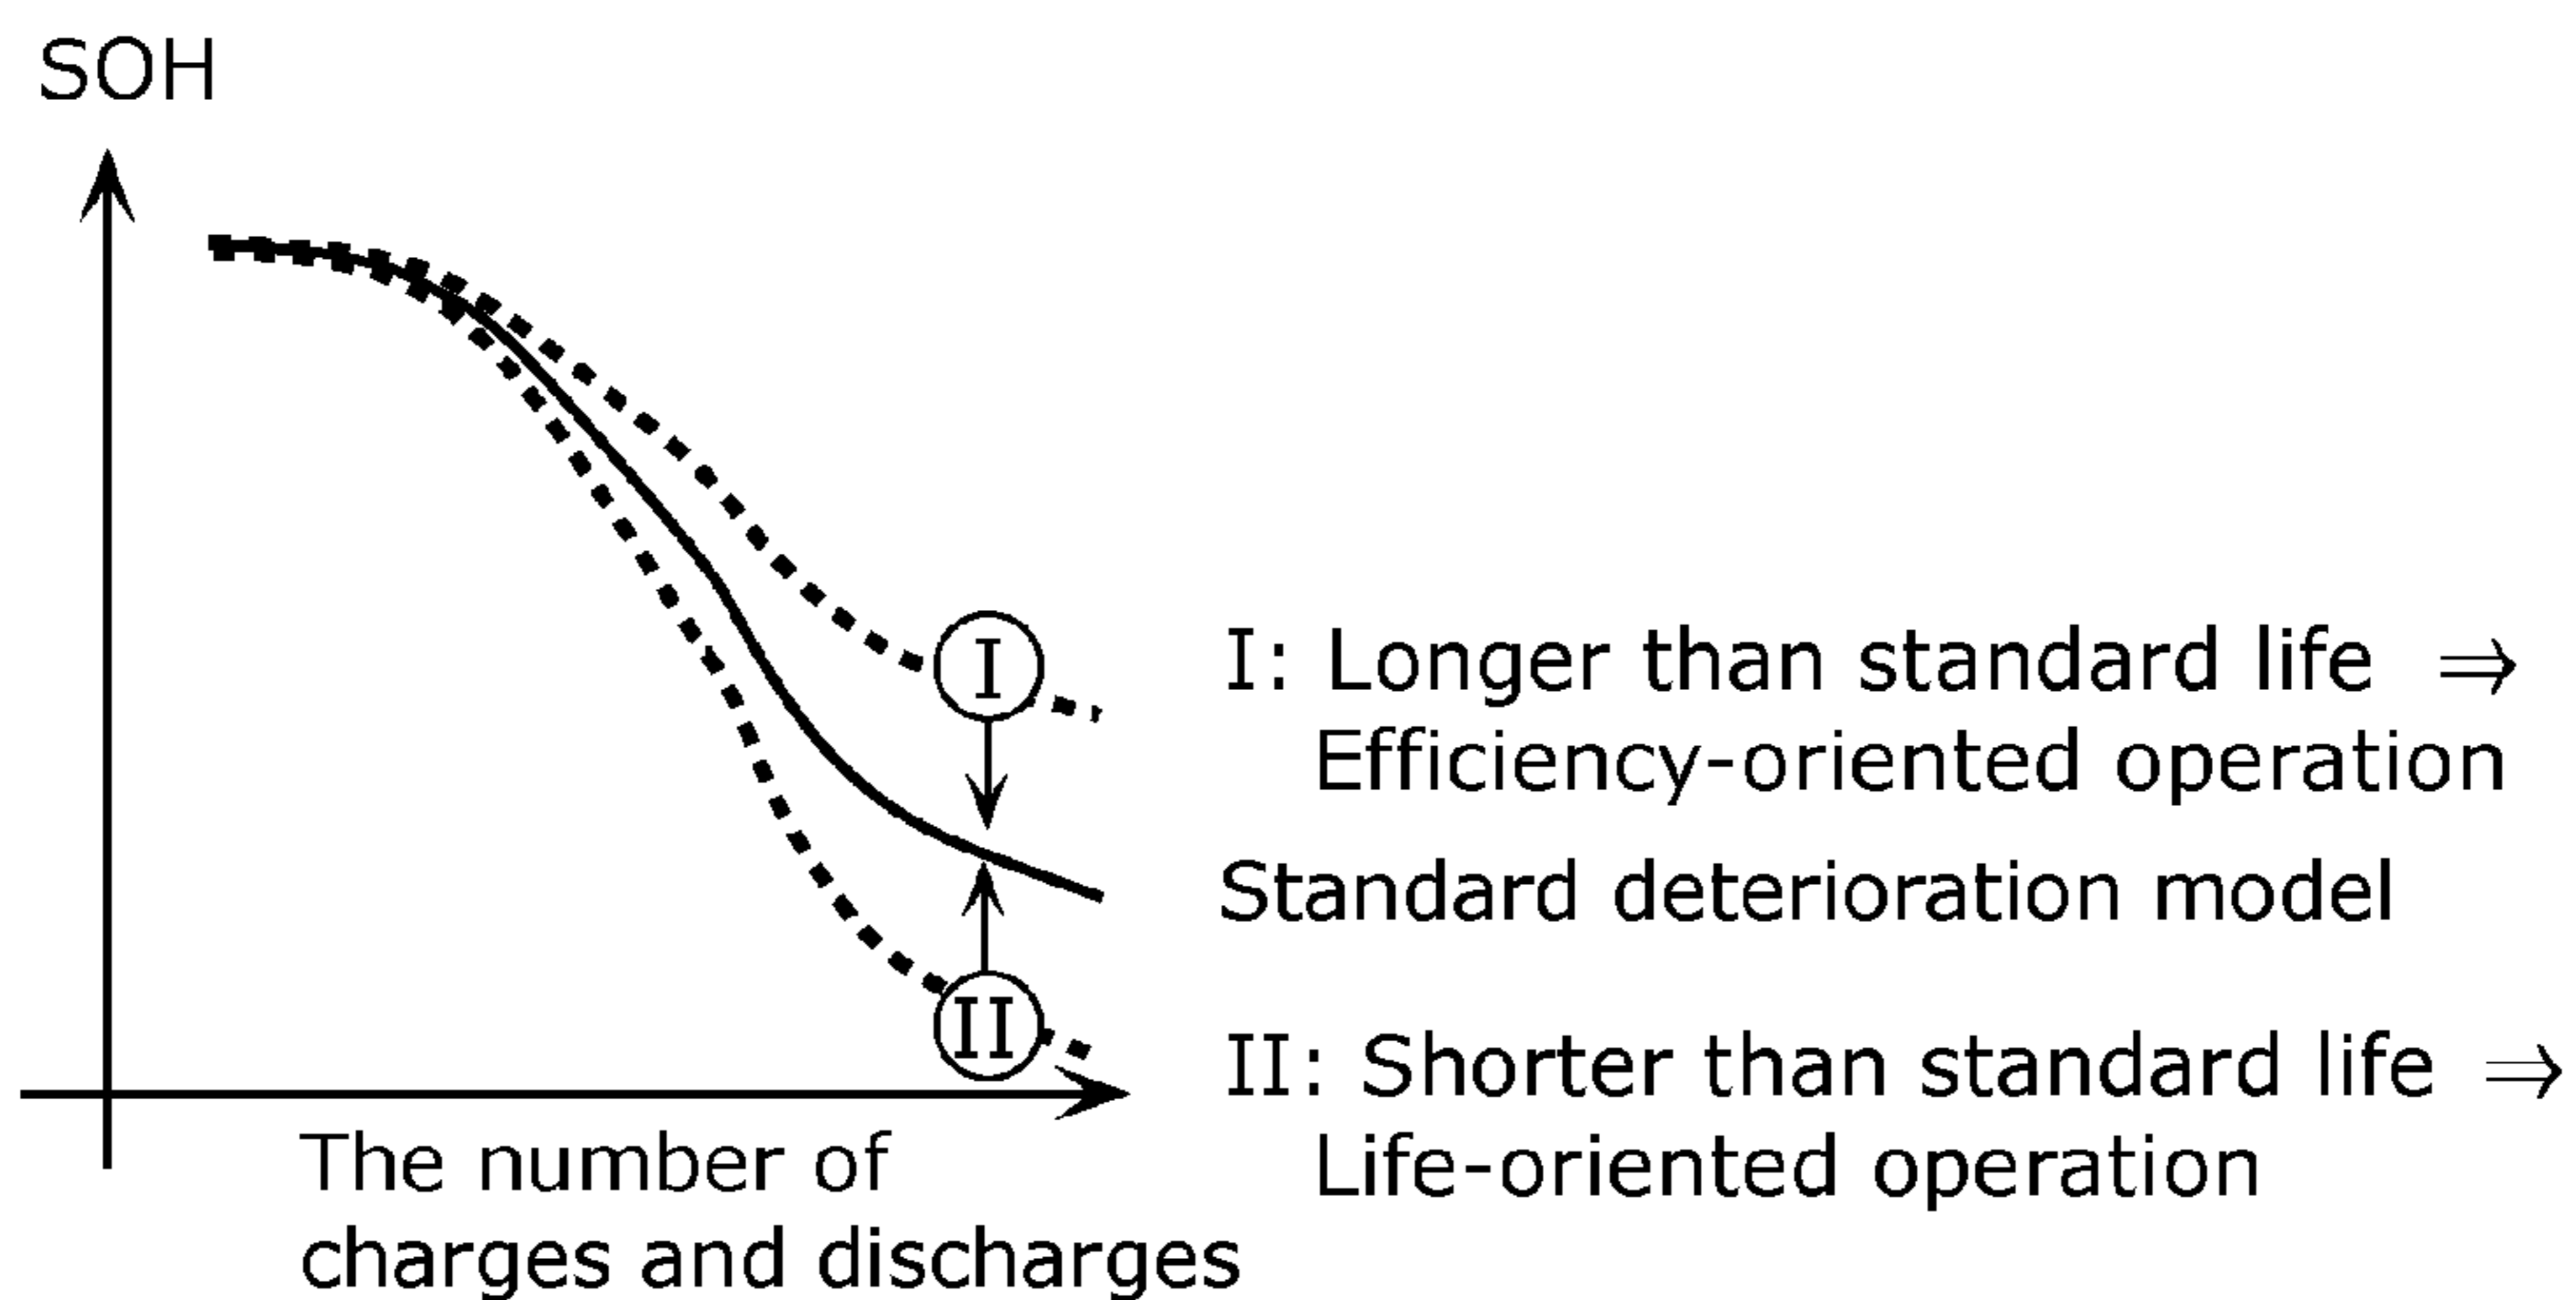 SOH
I
I: Longer than standard life ⇒
Efficiency-oriented operation
Standard deterioration model
II
II: Shorter than standard life ⇒
Life-oriented operation
The number of
charges and discharges